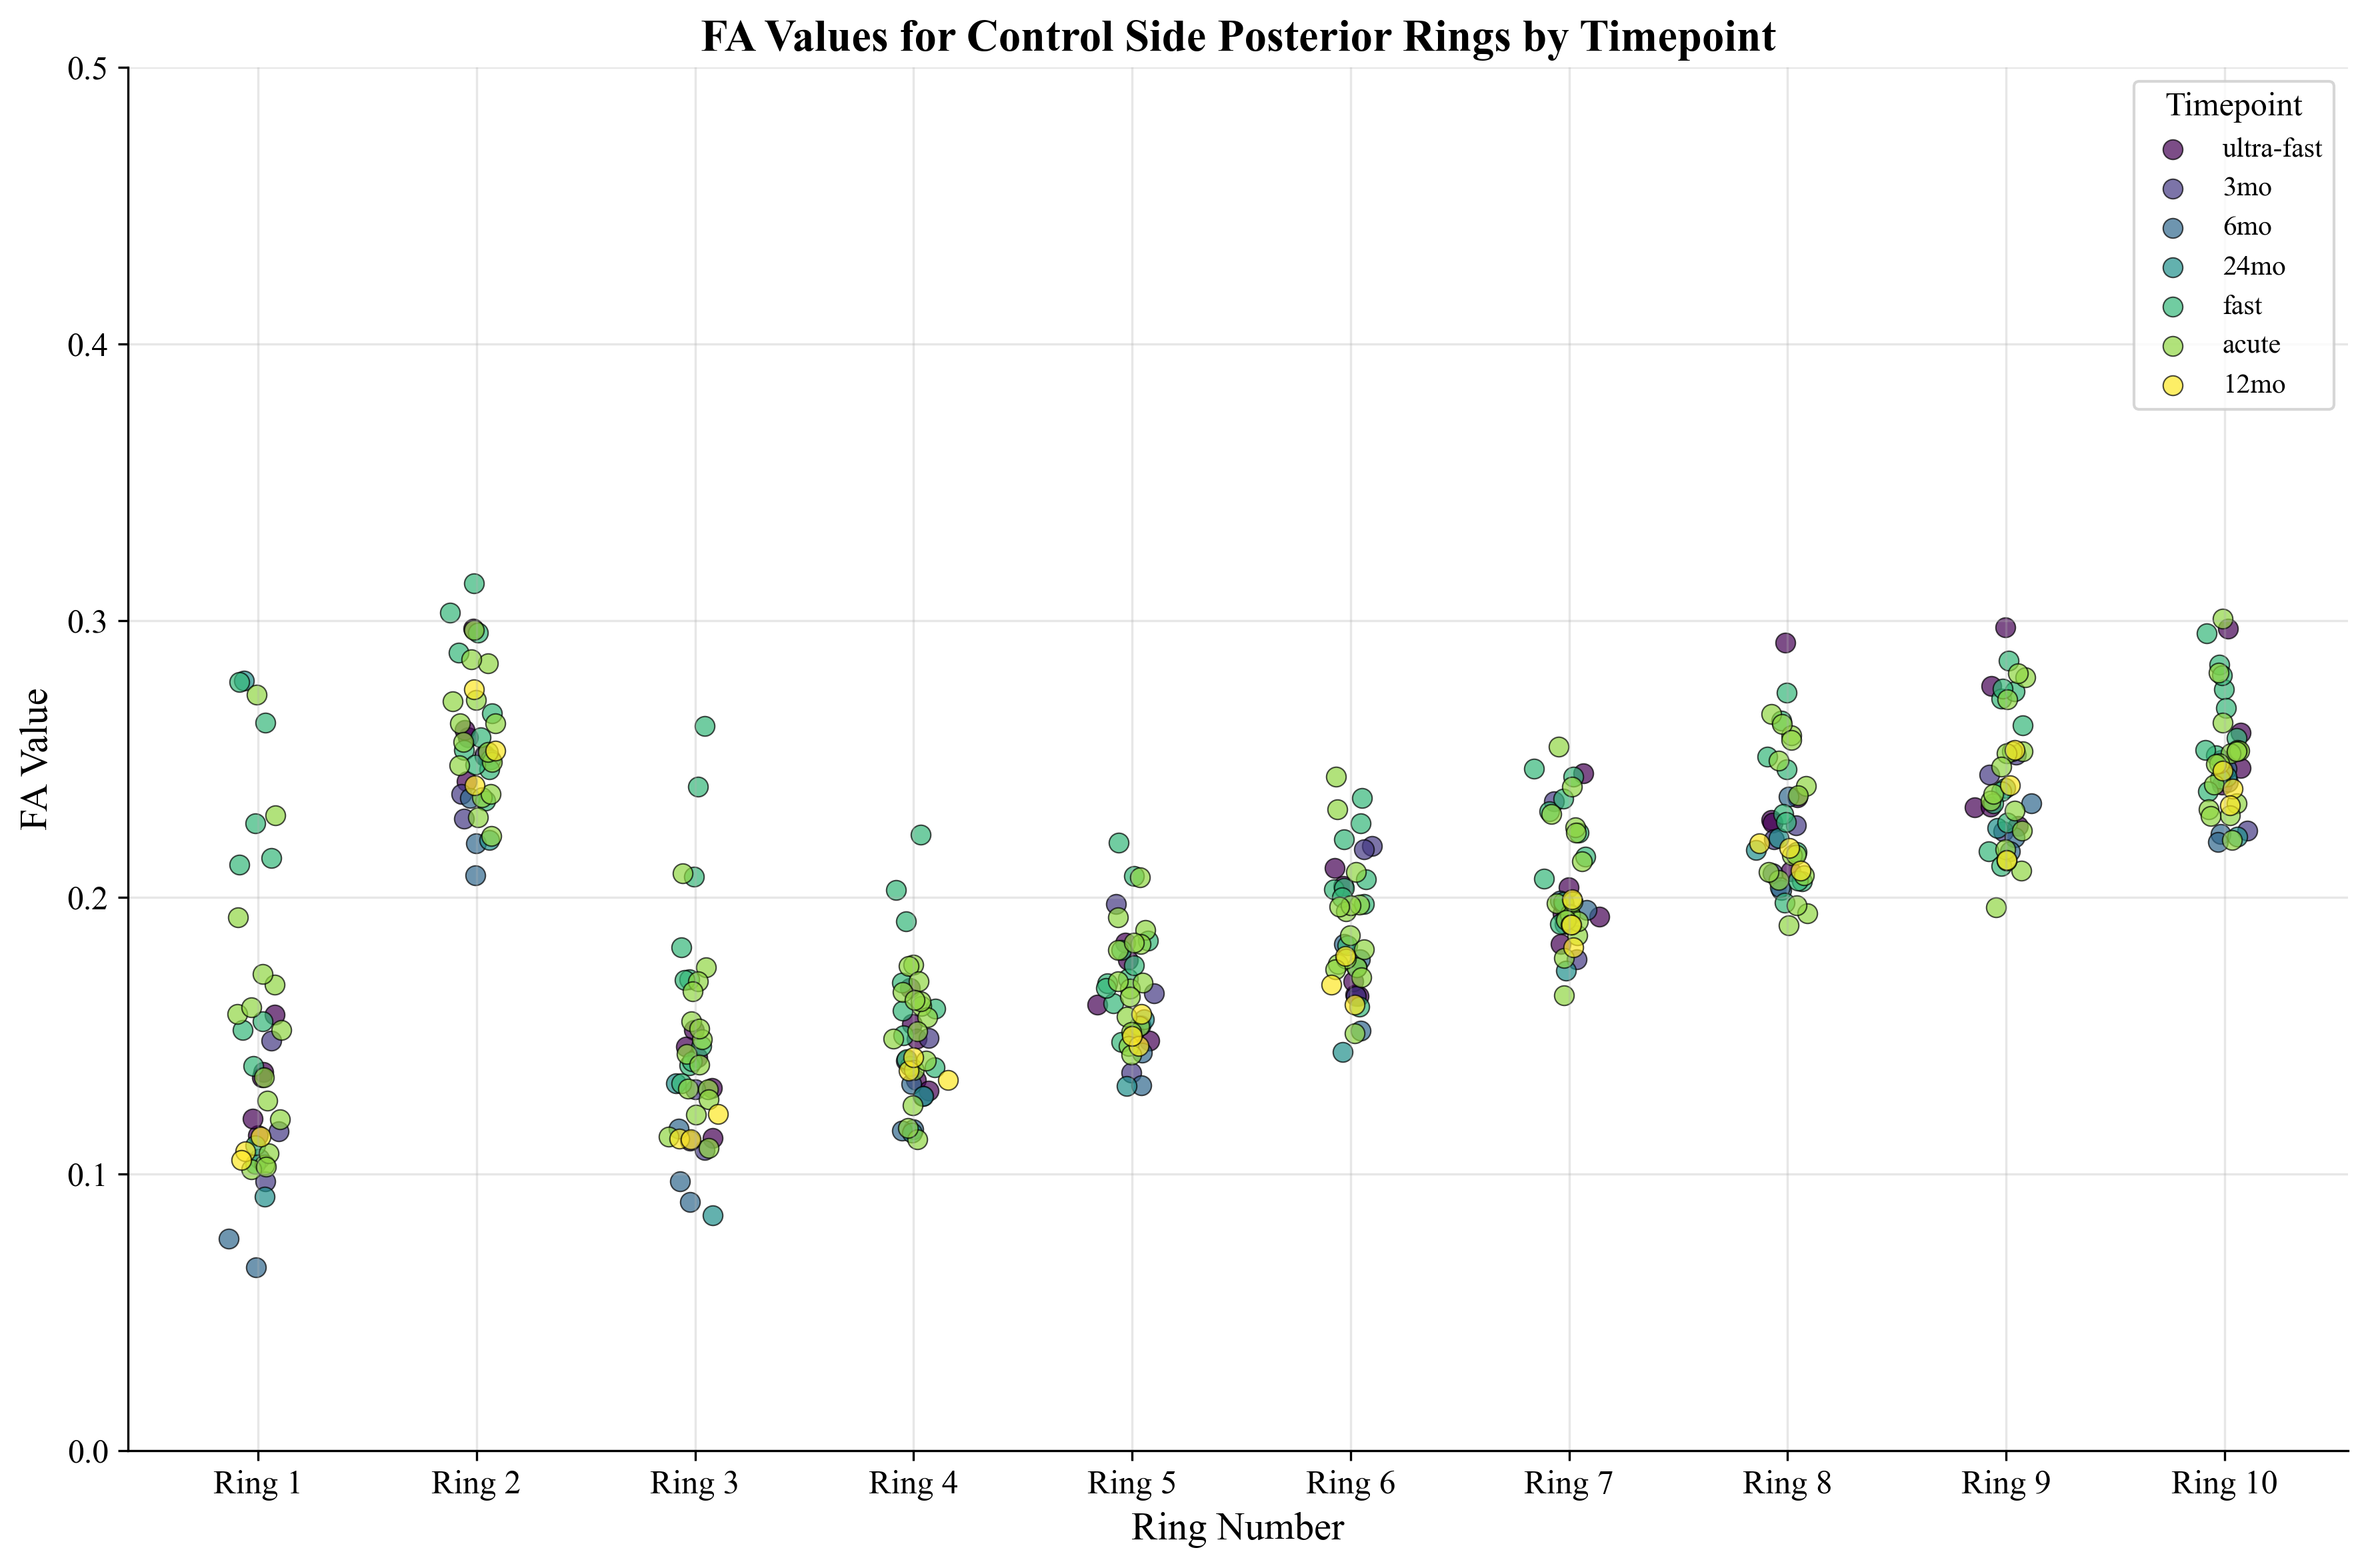 FA Values for Control Side Posterior Rings by Timepoint
FA Value
0.5
0.4
0.3
0.2
0.1
0.0
Timepoint
ultra-fast
3mo
6mo
24mo
fast
acute
12mo
Ring 1 Ring 2 Ring 3 Ring 4 Ring 5 Ring 6 Ring 7 Ring 8 Ring 9 Ring 10
Ring Number